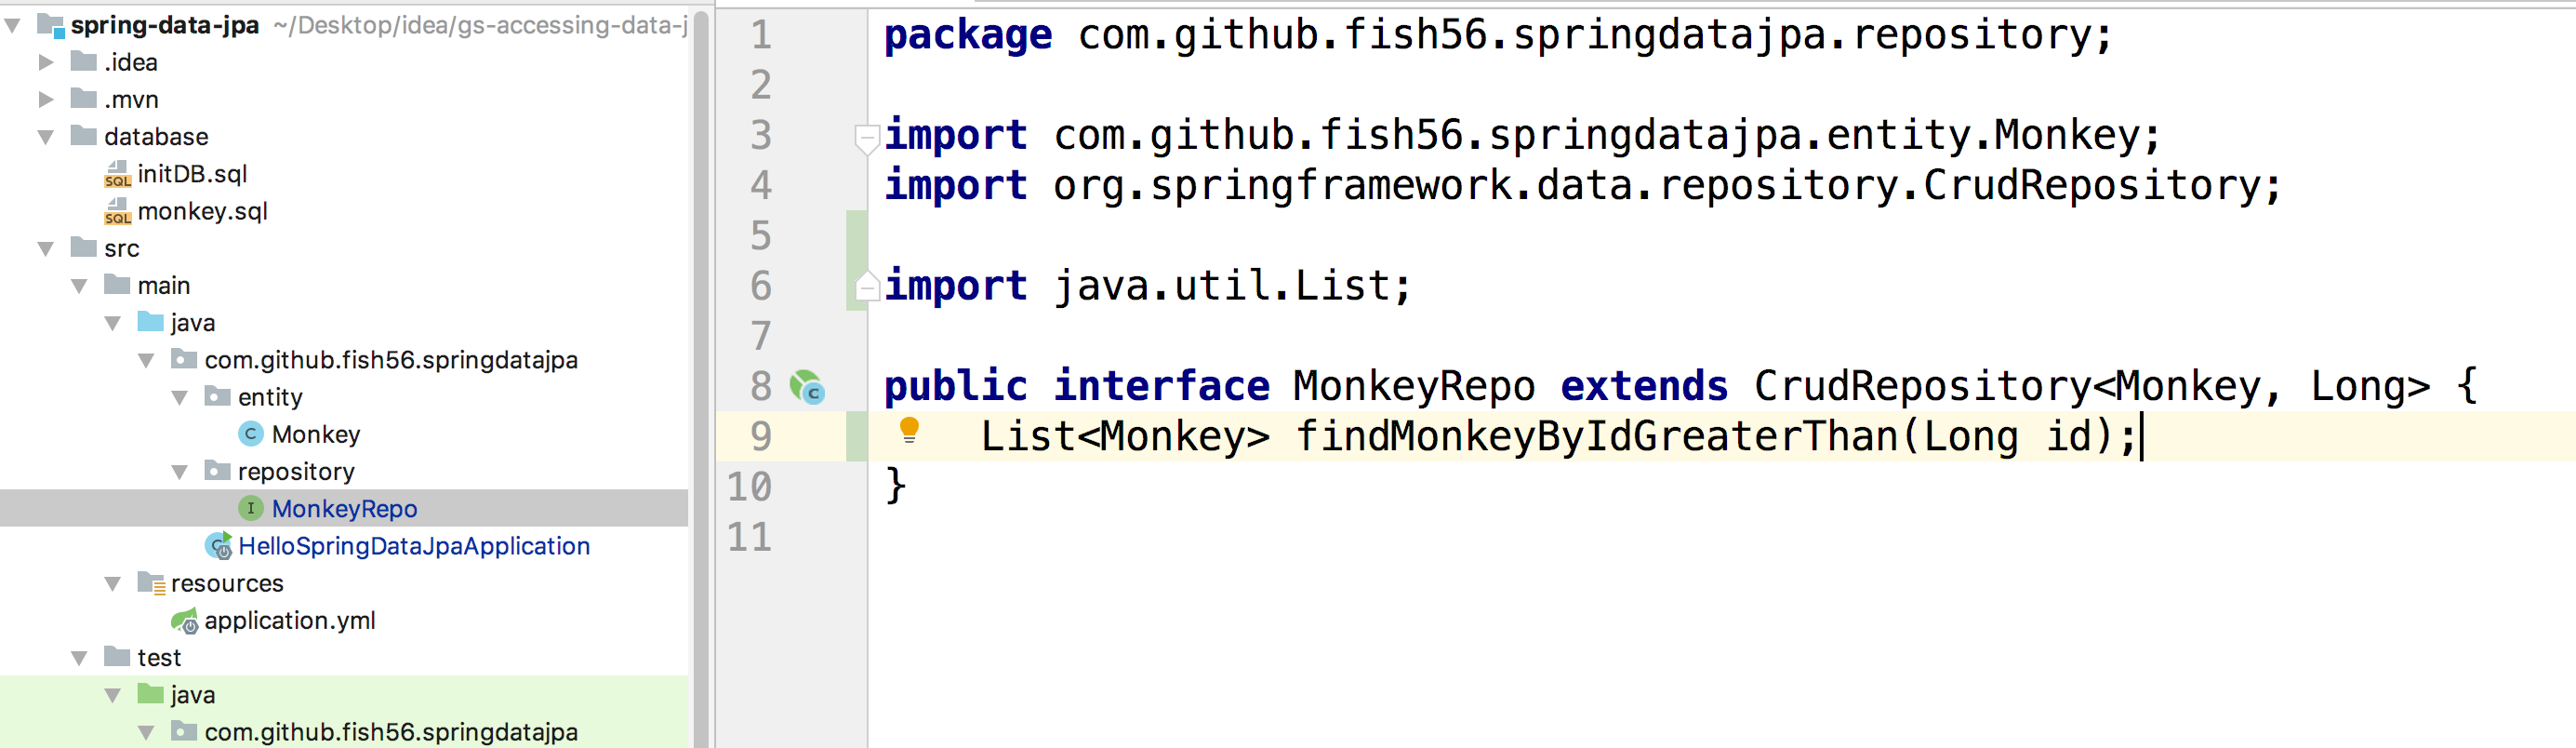 spring-data-jpa ~/Desktop/idea/gs-accessing-data-j
.idea
.mvn
database
SQL initDB.sql
SQL monkey.sql
src
main
java
com.github.fish56.springdatajpa
entity
C Monkey
repository
I MonkeyRepo
C HelloSpringDataJpaApplication
resources
application.yml
test
java
com.github.fish56.springdatajpa
1 package com.github.fish56.springdatajpa.repository;
2
3 import com.github.fish56.springdatajpa.entity.Monkey;
4 import org.springframework.data.repository.CrudRepository;
5
6 import java.util.List;
7
8 C public interface MonkeyRepo extends CrudRepository<Monkey, Long> {
9 List<Monkey> findMonkeyByIdGreaterThan(Long id);
10 }
11